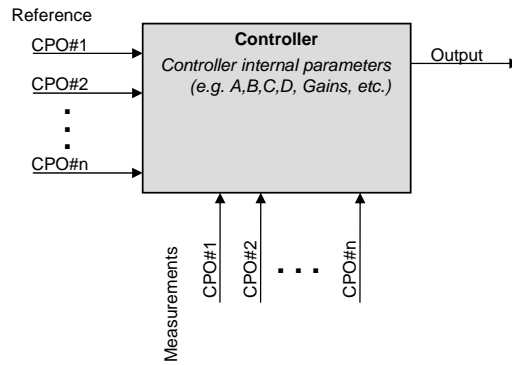 Reference
CPO#1
CPO#2
CPO#n
Controller
Controller internal parameters
(e.g. A,B,C,D, Gains, etc.)
Output
Measurements
CPO#1
CPO#2
CPO#n